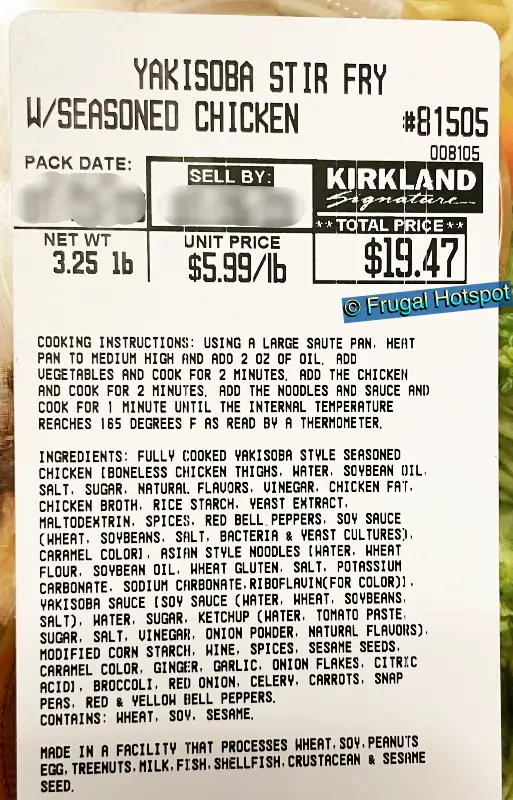 YAKISOBA STIR FRY
W/SEASONED CHICKEN #81505
008105
PACK DATE:
SELL BY:
KIRKLAND
Signature
NET WT
3.25 lb
UNIT PRICE
$5.99/lb
**TOTAL PRICE**
$19.47
© Frugal Hotspot
COOKING INSTRUCTIONS: USING A LARGE SAUTE PAN, HEAT
PAN TO MEDIUM HIGH AND ADD 2 OZ OF OIL. ADD
VEGETABLES AND COOK FOR 2 MINUTES. ADD THE CHICKEN
AND COOK FOR 2 MINUTES. ADD THE NOODLES AND SAUCE AND
COOK FOR 1 MINUTE UNTIL THE INTERNAL TEMPERATURE
REACHES 165 DEGREES F AS READ BY A THERMOMETER.
INGREDIENTS: FULLY COOKED YAKISOBA STYLE SEASONED
CHICKEN [BONELESS CHICKEN THIGHS, WATER, SOYBEAN OIL,
SALT, SUGAR, NATURAL FLAVORS, VINEGAR, CHICKEN FAT,
CHICKEN BROTH, RICE STARCH, YEAST EXTRACT,
MALTODEXTRIN, SPICES, RED BELL PEPPERS, SOY SAUCE
(WHEAT, SOYBEANS, SALT, BACTERIA & YEAST CULTURES),
CARAMEL COLOR], ASIAN STYLE NOODLES [WATER, WHEAT
FLOUR, SOYBEAN OIL, WHEAT GLUTEN, SALT, POTASSIUM
CARBONATE, SODIUM CARBONATE,RIBOFLAVIN(FOR COLOR)],
YAKISOBA SAUCE [SOY SAUCE (WATER, WHEAT, SOYBEANS,
SALT), WATER, SUGAR, KETCHUP (WATER, TOMATO PASTE,
SUGAR, SALT, VINEGAR, ONION POWDER, NATURAL FLAVORS),
MODIFIED CORN STARCH, WINE, SPICES, SESAME SEEDS,
CARAMEL COLOR, GINGER, GARLIC, ONION FLAKES, CITRIC
ACID], BROCCOLI, RED ONION, CELERY, CARROTS, SNAP
PEAS, RED & YELLOW BELL PEPPERS.
CONTAINS: WHEAT, SOY, SESAME.
MADE IN A FACILITY THAT PROCESSES WHEAT,SOY,PEANUTS
EGG,TREENUTS,MILK,FISH,SHELLFISH,CRUSTACEAN & SESAME
SEED.